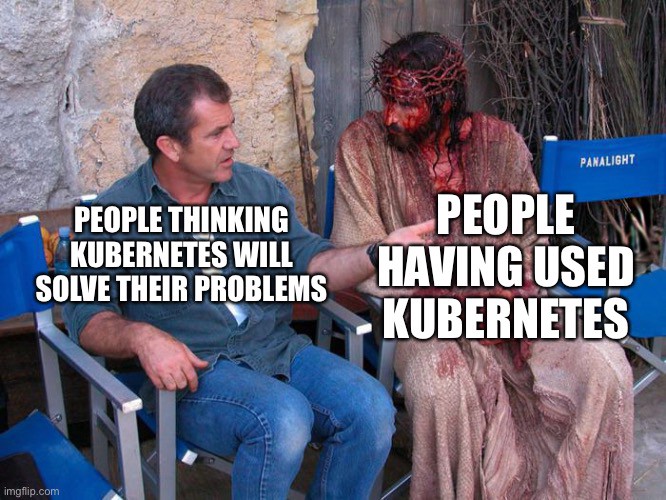 PANALIGHT
PEOPLE THINKING
KUBERNETES WILL
SOLVE THEIR PROBLEMS
PEOPLE
HAVING USED
KUBERNETES
imgflip.com